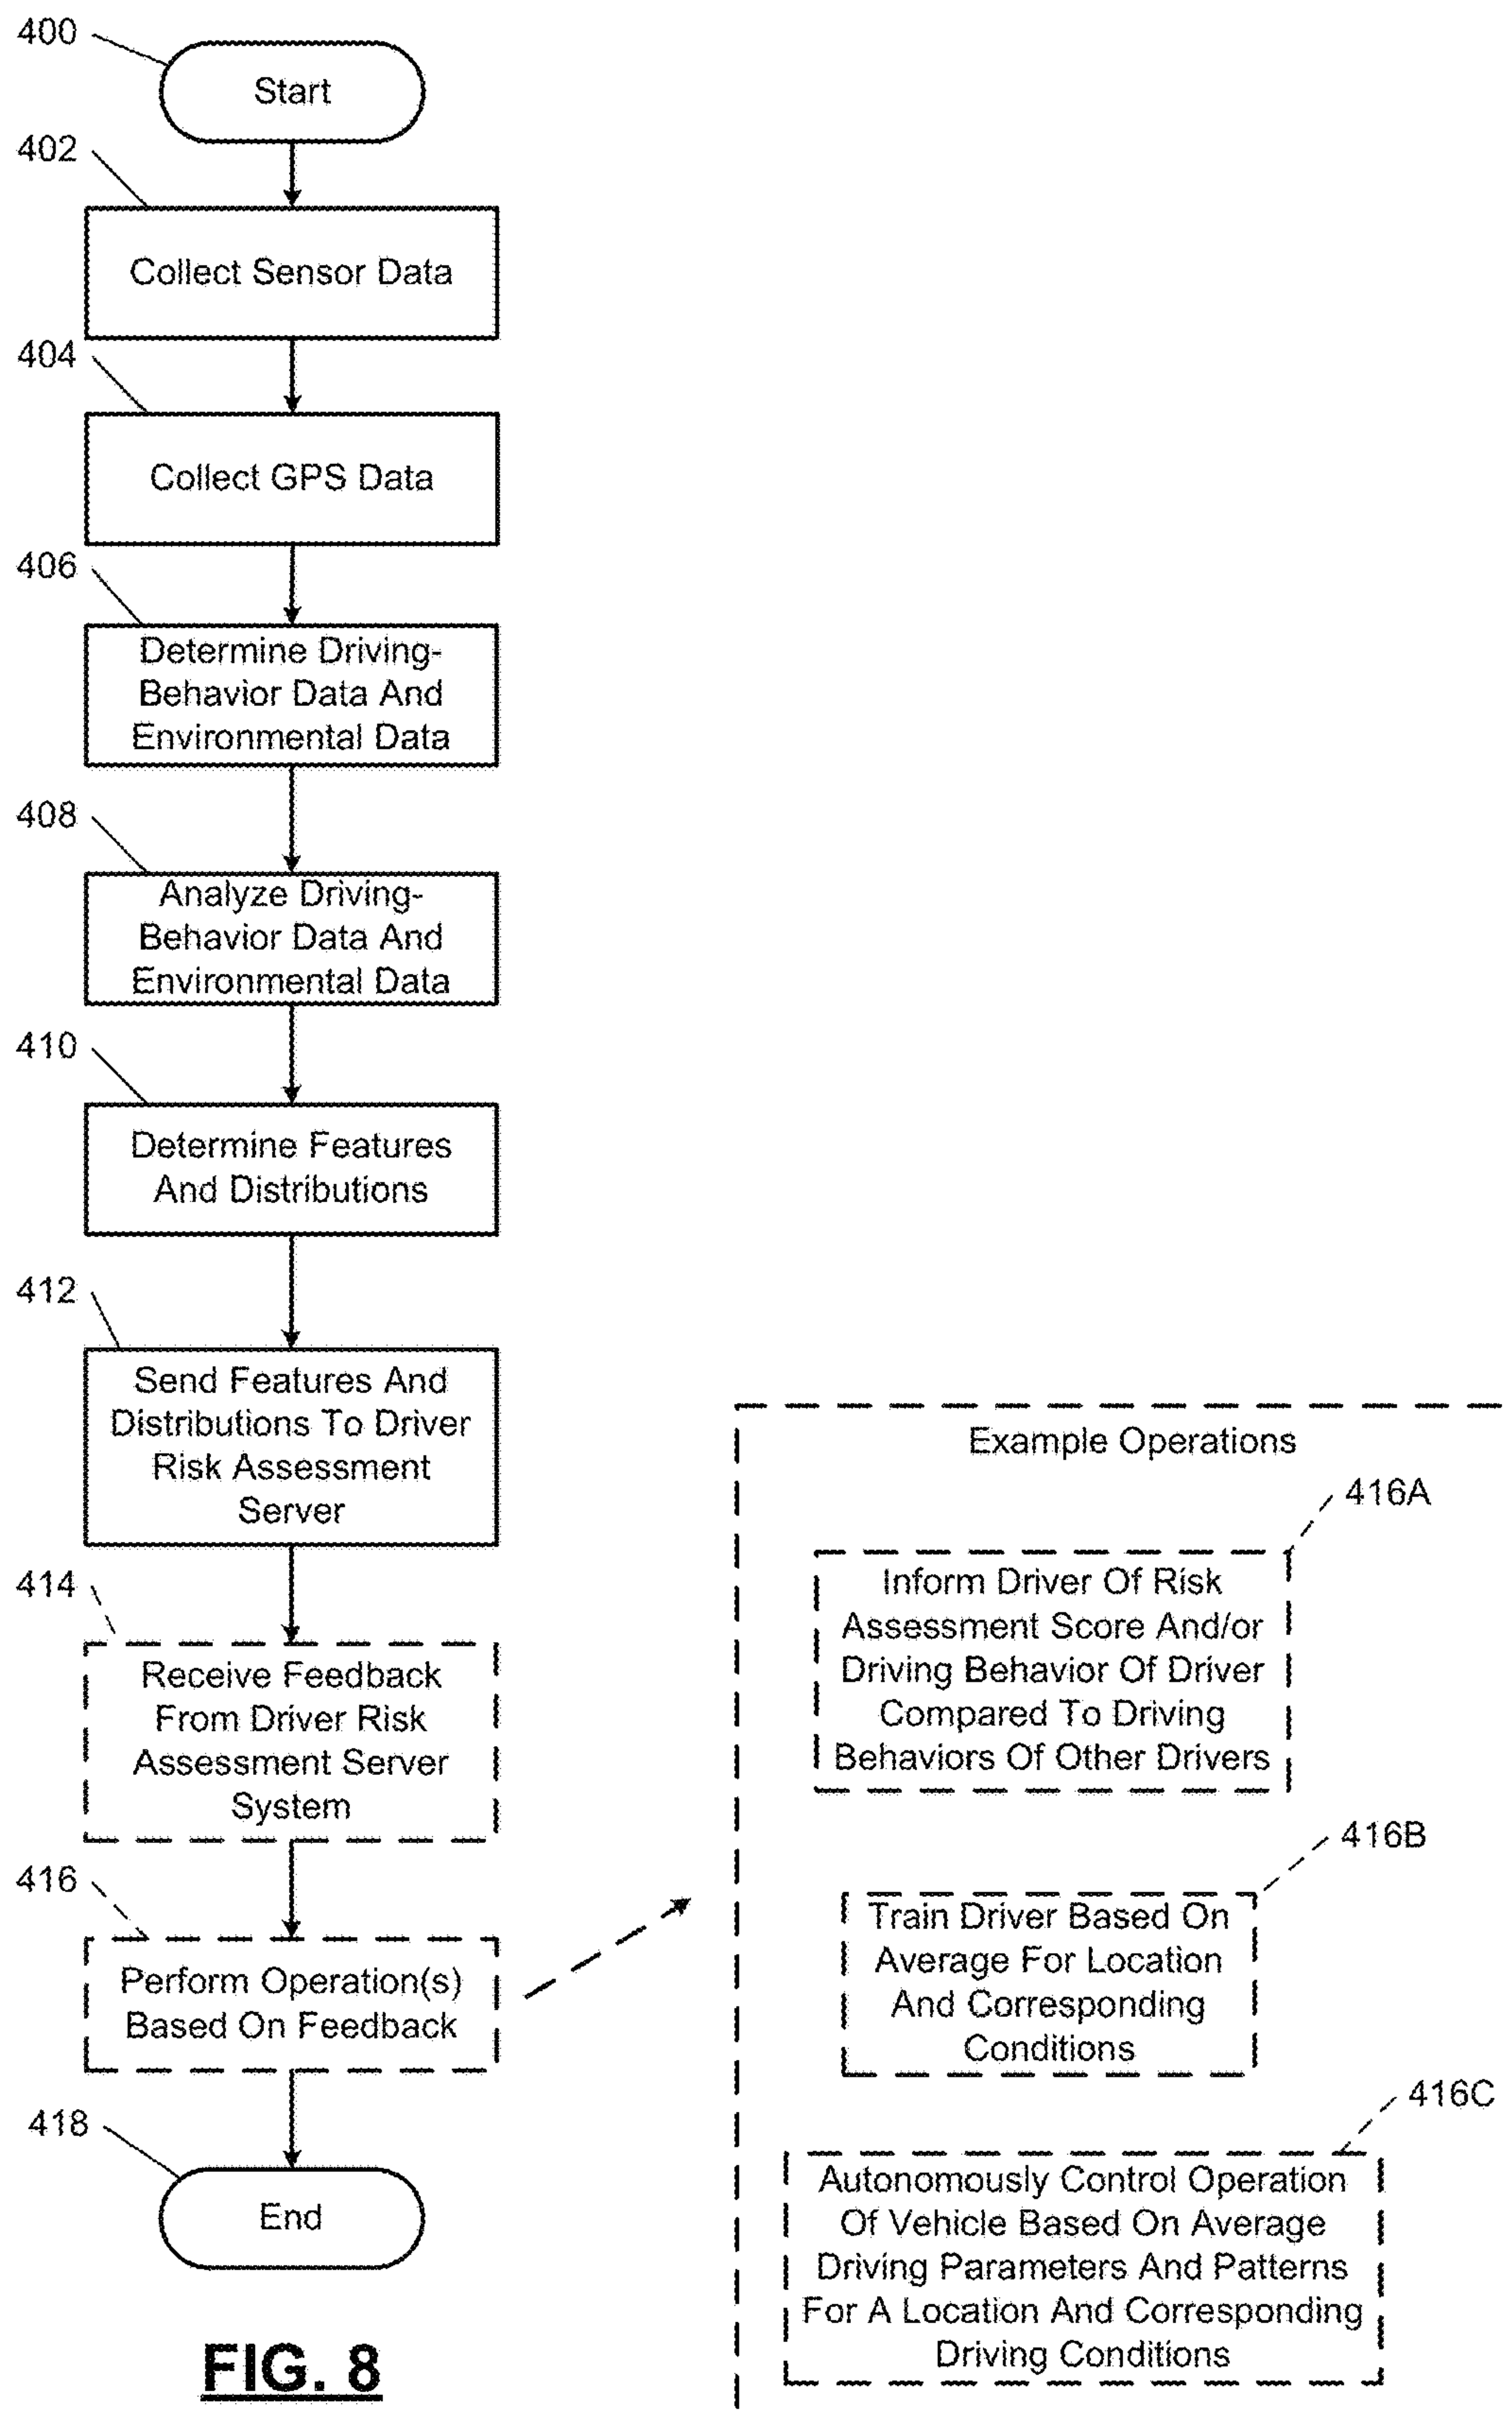 400
Start
402
Collect Sensor Data
404
Collect GPS Data
406
Determine Driving-
Behavior Data And
Environmental Data
408
Analyze Driving-
Behavior Data And
Environmental Data
410
Determine Features
And Distributions
412
Send Features And
Distributions To Driver
Risk Assessment
Server
414
Receive Feedback
From Driver Risk
Assessment Server
System
416
Perform Operation(s)
Based On Feedback
418
End
Example Operations
416A
Inform Driver Of Risk
Assessment Score And/or
Driving Behavior Of Driver
Compared To Driving
Behaviors Of Other Drivers
416B
Train Driver Based On
Average For Location
And Corresponding
Conditions
416C
Autonomously Control Operation
Of Vehicle Based On Average
Driving Parameters And Patterns
For A Location And Corresponding
Driving Conditions
FIG. 8